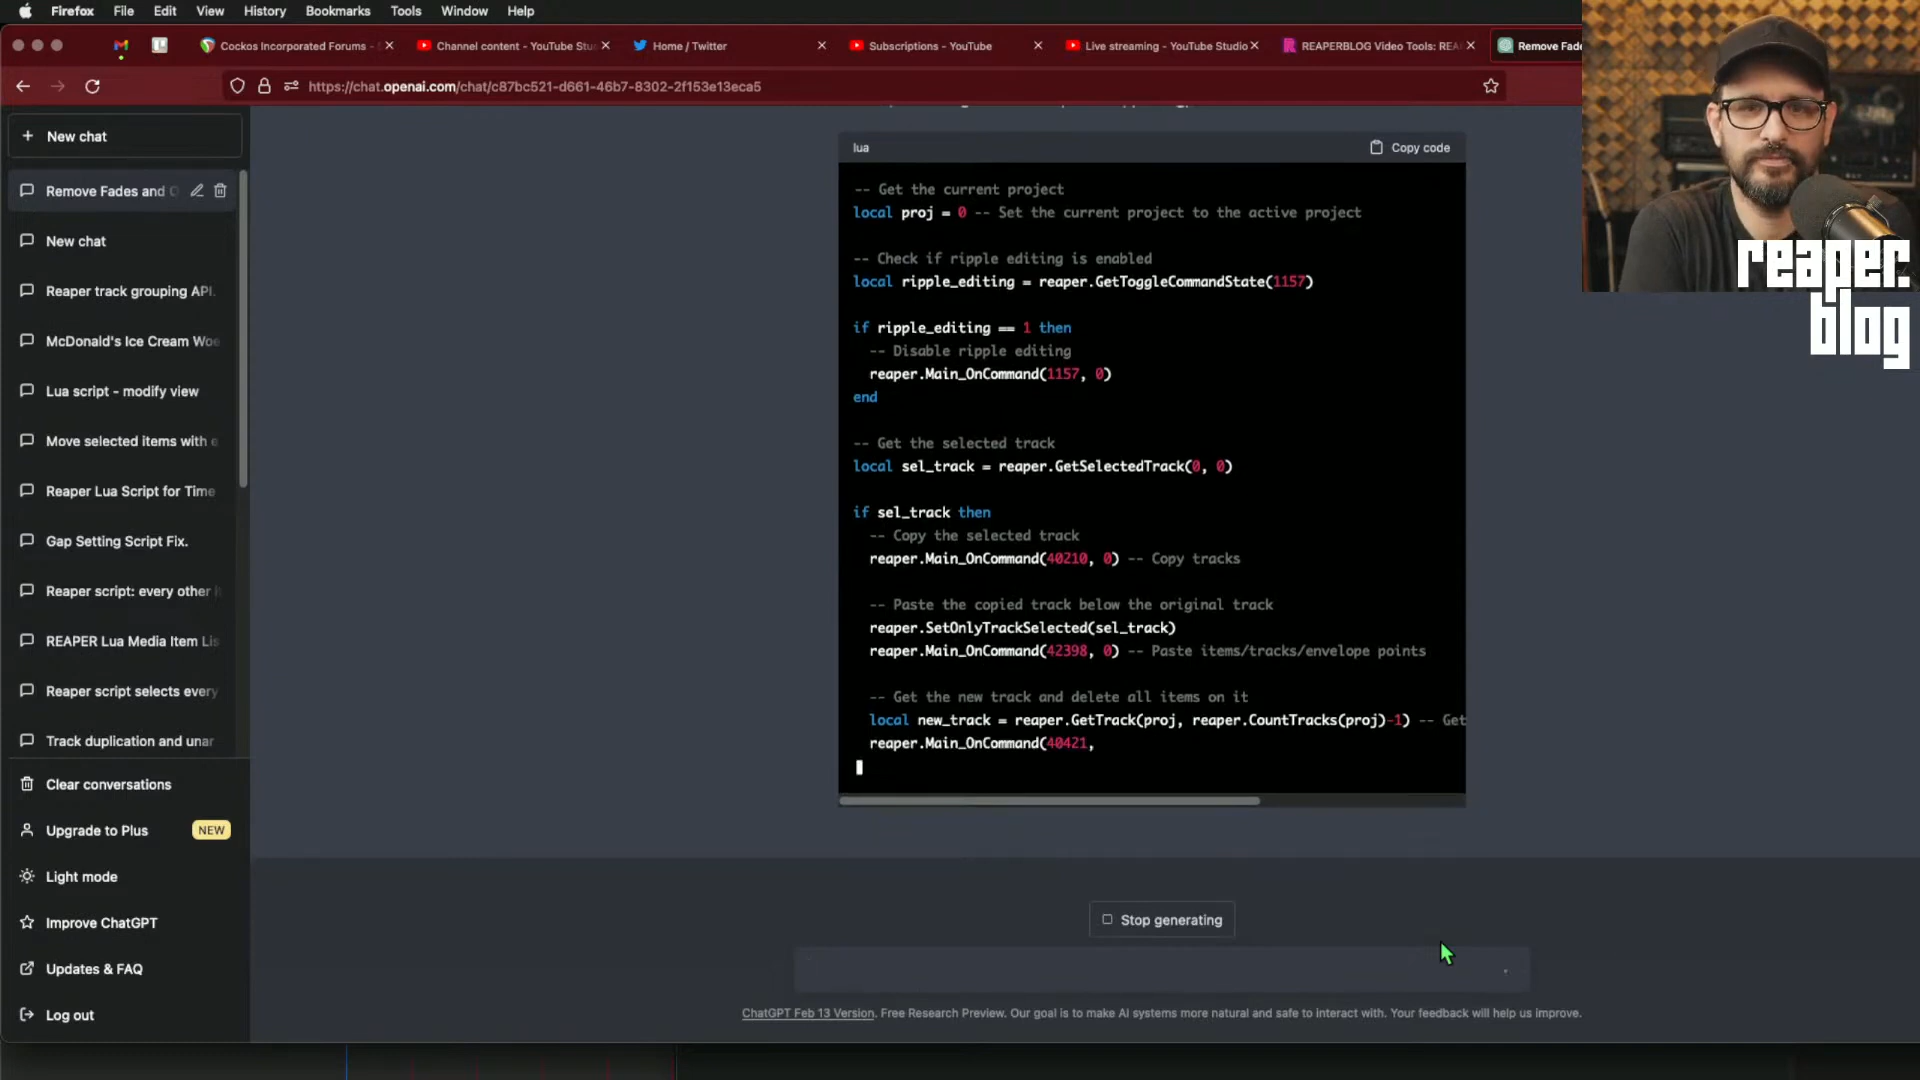 Firefox File Edit View History Bookmarks Tools Window Help
Cockos Incorporated Forums -
Channel content - YouTube Stu
Home / Twitter
Subscriptions - YouTube
Live streaming - YouTube Studio
REAPERBLOG Video Tools: REA
Remove Fade
https://chat.openai.com/chat/c87bc521-d661-46b7-8302-2f153e13eca5
New chat
Remove Fades and
New chat
Reaper track grouping API.
McDonald's Ice Cream Woe
Lua script - modify view
Move selected items with e
Reaper Lua Script for Time
Gap Setting Script Fix.
Reaper script: every other i
REAPER Lua Media Item Lis
Reaper script selects every
Track duplication and unar
Clear conversations
Upgrade to Plus NEW
Light mode
Improve ChatGPT
Updates & FAQ
Log out
lua Copy code
-- Get the current project
local proj = 0 -- Set the current project to the active project
-- Check if ripple editing is enabled
local ripple_editing = reaper.GetToggleCommandState(1157)
if ripple_editing == 1 then
-- Disable ripple editing
reaper.Main_OnCommand(1157, 0)
end
-- Get the selected track
local sel_track = reaper.GetSelectedTrack(0, 0)
if sel_track then
-- Copy the selected track
reaper.Main_OnCommand(40210, 0) -- Copy tracks
-- Paste the copied track below the original track
reaper.SetOnlyTrackSelected(sel_track)
reaper.Main_OnCommand(42398, 0) -- Paste items/tracks/envelope points
-- Get the new track and delete all items on it
local new_track = reaper.GetTrack(proj, reaper.CountTracks(proj)-1) -- Get
reaper.Main_OnCommand(40421,
Stop generating
ChatGPT Feb 13 Version. Free Research Preview. Our goal is to make AI systems more natural and safe to interact with. Your feedback will help us improve.
reaper.
blog